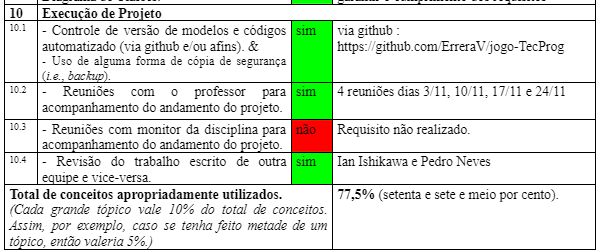 10 Execução de Projeto
10.1 - Controle de versão de modelos e códigos sim via github :
automatizado (via github e/ou afins). & https://github.com/ErreraV/jogo-TecProg
- Uso de alguma forma de cópia de segurança
(i.e., backup).
10.2 - Reuniões com o professor para sim 4 reuniões dias 3/11, 10/11, 17/11 e 24/11
acompanhamento do andamento do projeto.
10.3 - Reuniões com monitor da disciplina para não Requisito não realizado.
acompanhamento do andamento do projeto.
10.4 - Revisão do trabalho escrito de outra sim Ian Ishikawa e Pedro Neves
equipe e vice-versa.
Total de conceitos apropriadamente utilizados. 77,5% (setenta e sete e meio por cento).
(Cada grande tópico vale 10% do total de conceitos.
Assim, por exemplo, caso se tenha feito metade de um
tópico, então valeria 5%.)